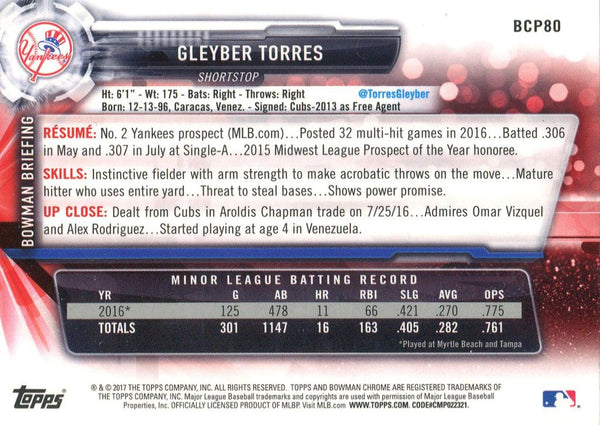 BCP80
Yankees
GLEYBER TORRES
SHORTSTOP
Ht: 6'1" - Wt: 175 - Bats: Right - Throws: Right @TorresGleyber
Born: 12-13-96, Caracas, Venez. - Signed: Cubs-2013 as Free Agent
BOWMAN BRIEFING
RÉSUMÉ: No. 2 Yankees prospect (MLB.com)...Posted 32 multi-hit games in 2016...Batted .306
in May and .307 in July at Single-A...2015 Midwest League Prospect of the Year honoree.
SKILLS: Instinctive fielder with arm strength to make acrobatic throws on the move...Mature
hitter who uses entire yard...Threat to steal bases...Shows power promise.
UP CLOSE: Dealt from Cubs in Aroldis Chapman trade on 7/25/16...Admires Omar Vizquel
and Alex Rodriguez...Started playing at age 4 in Venezuela.
MINOR LEAGUE BATTING RECORD
YR G AB HR RBI SLG AVG OPS
2016* 125 478 11 66 .421 .270 .775
TOTALS 301 1147 16 163 .405 .282 .761
*Played at Myrtle Beach and Tampa
Topps
® & © 2017 THE TOPPS COMPANY, INC. ALL RIGHTS RESERVED. TOPPS AND BOWMAN CHROME ARE REGISTERED TRADEMARKS OF
THE TOPPS COMPANY, INC. Major League Baseball trademarks and copyrights are used with permission of Major League Baseball
Properties, Inc. OFFICIALLY LICENSED PRODUCT OF MLBP. Visit MLB.com WWW.TOPPS.COM. CODE#CMP022321.